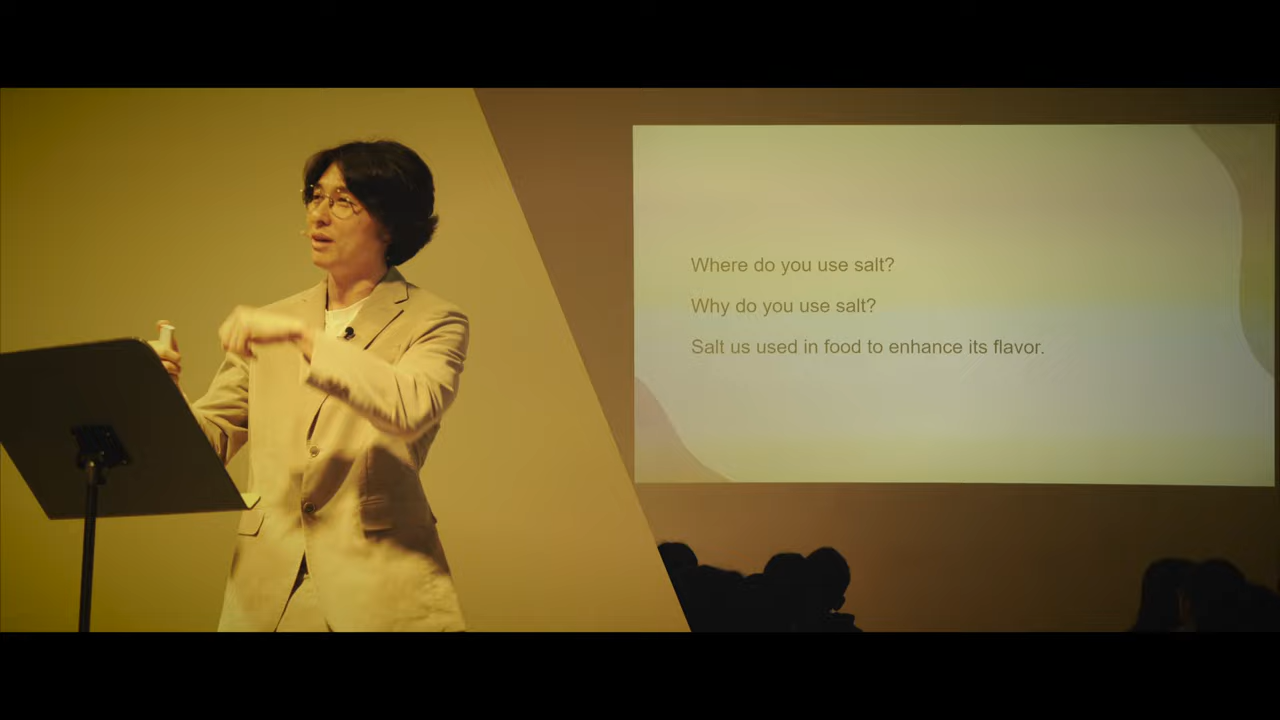 Where do you use salt?
Why do you use salt?
Salt us used in food to enhance its flavor.